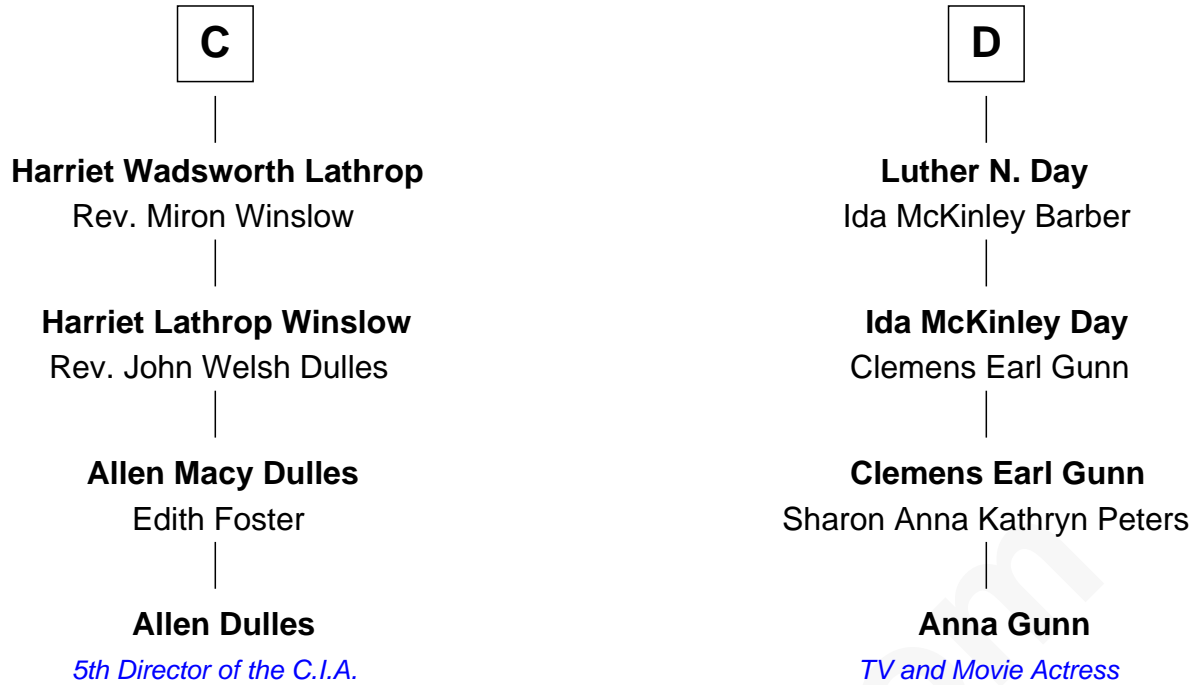 C
Harriet Wadsworth Lathrop
Rev. Miron Winslow
Harriet Lathrop Winslow
Rev. John Welsh Dulles
Allen Macy Dulles
Edith Foster
Allen Dulles
5th Director of the C.I.A.
D
Luther N. Day
Ida McKinley Barber
Ida McKinley Day
Clemens Earl Gunn
Clemens Earl Gunn
Sharon Anna Kathryn Peters
Anna Gunn
TV and Movie Actress